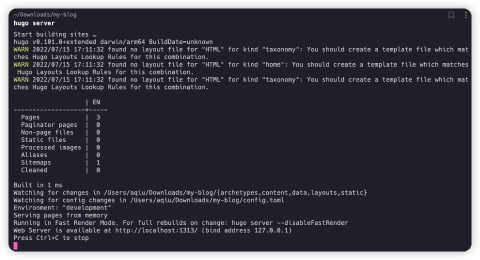 ~/Downloads/my-blog
hugo server
Start building sites …
hugo v0.101.0+extended darwin/arm64 BuildDate=unknown
WARN 2022/07/15 17:11:32 found no layout file for "HTML" for kind "taxonomy": You should create a template file which mat
ches Hugo Layouts Lookup Rules for this combination.
WARN 2022/07/15 17:11:32 found no layout file for "HTML" for kind "home": You should create a template file which matches
 Hugo Layouts Lookup Rules for this combination.
WARN 2022/07/15 17:11:32 found no layout file for "HTML" for kind "taxonomy": You should create a template file which mat
ches Hugo Layouts Lookup Rules for this combination.
                   | EN
-------------------+-----
  Pages            |  3
  Paginator pages  |  0
  Non-page files   |  0
  Static files     |  0
  Processed images |  0
  Aliases          |  0
  Sitemaps         |  1
  Cleaned          |  0
Built in 1 ms
Watching for changes in /Users/aqiu/Downloads/my-blog/{archetypes,content,data,layouts,static}
Watching for config changes in /Users/aqiu/Downloads/my-blog/config.toml
Environment: "development"
Serving pages from memory
Running in Fast Render Mode. For full rebuilds on change: hugo server --disableFastRender
Web Server is available at http://localhost:1313/ (bind address 127.0.0.1)
Press Ctrl+C to stop